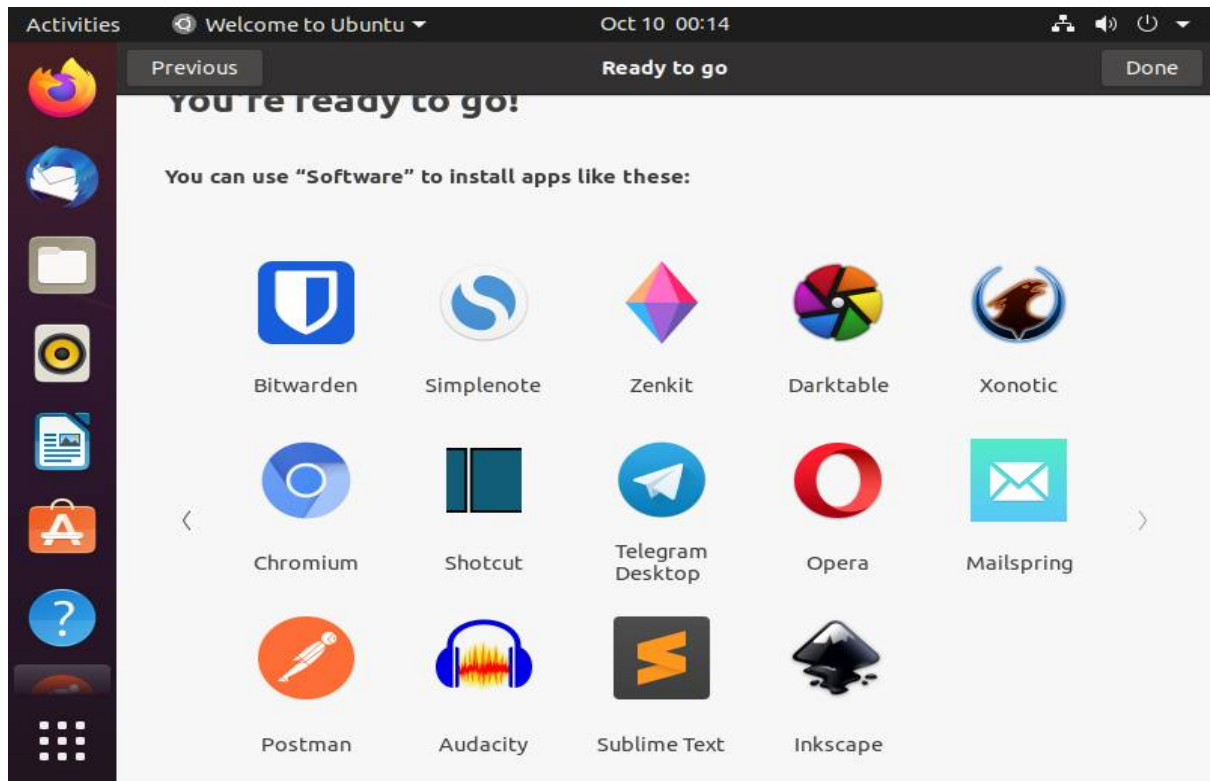 Activities Welcome to Ubuntu Oct 10 00:14
Previous Ready to go Done
You're ready to go!
You can use “Software” to install apps like these:
Bitwarden Simplenote Zenkit Darktable Xonotic
Chromium Shotcut Telegram Desktop Opera Mailspring
Postman Audacity Sublime Text Inkscape